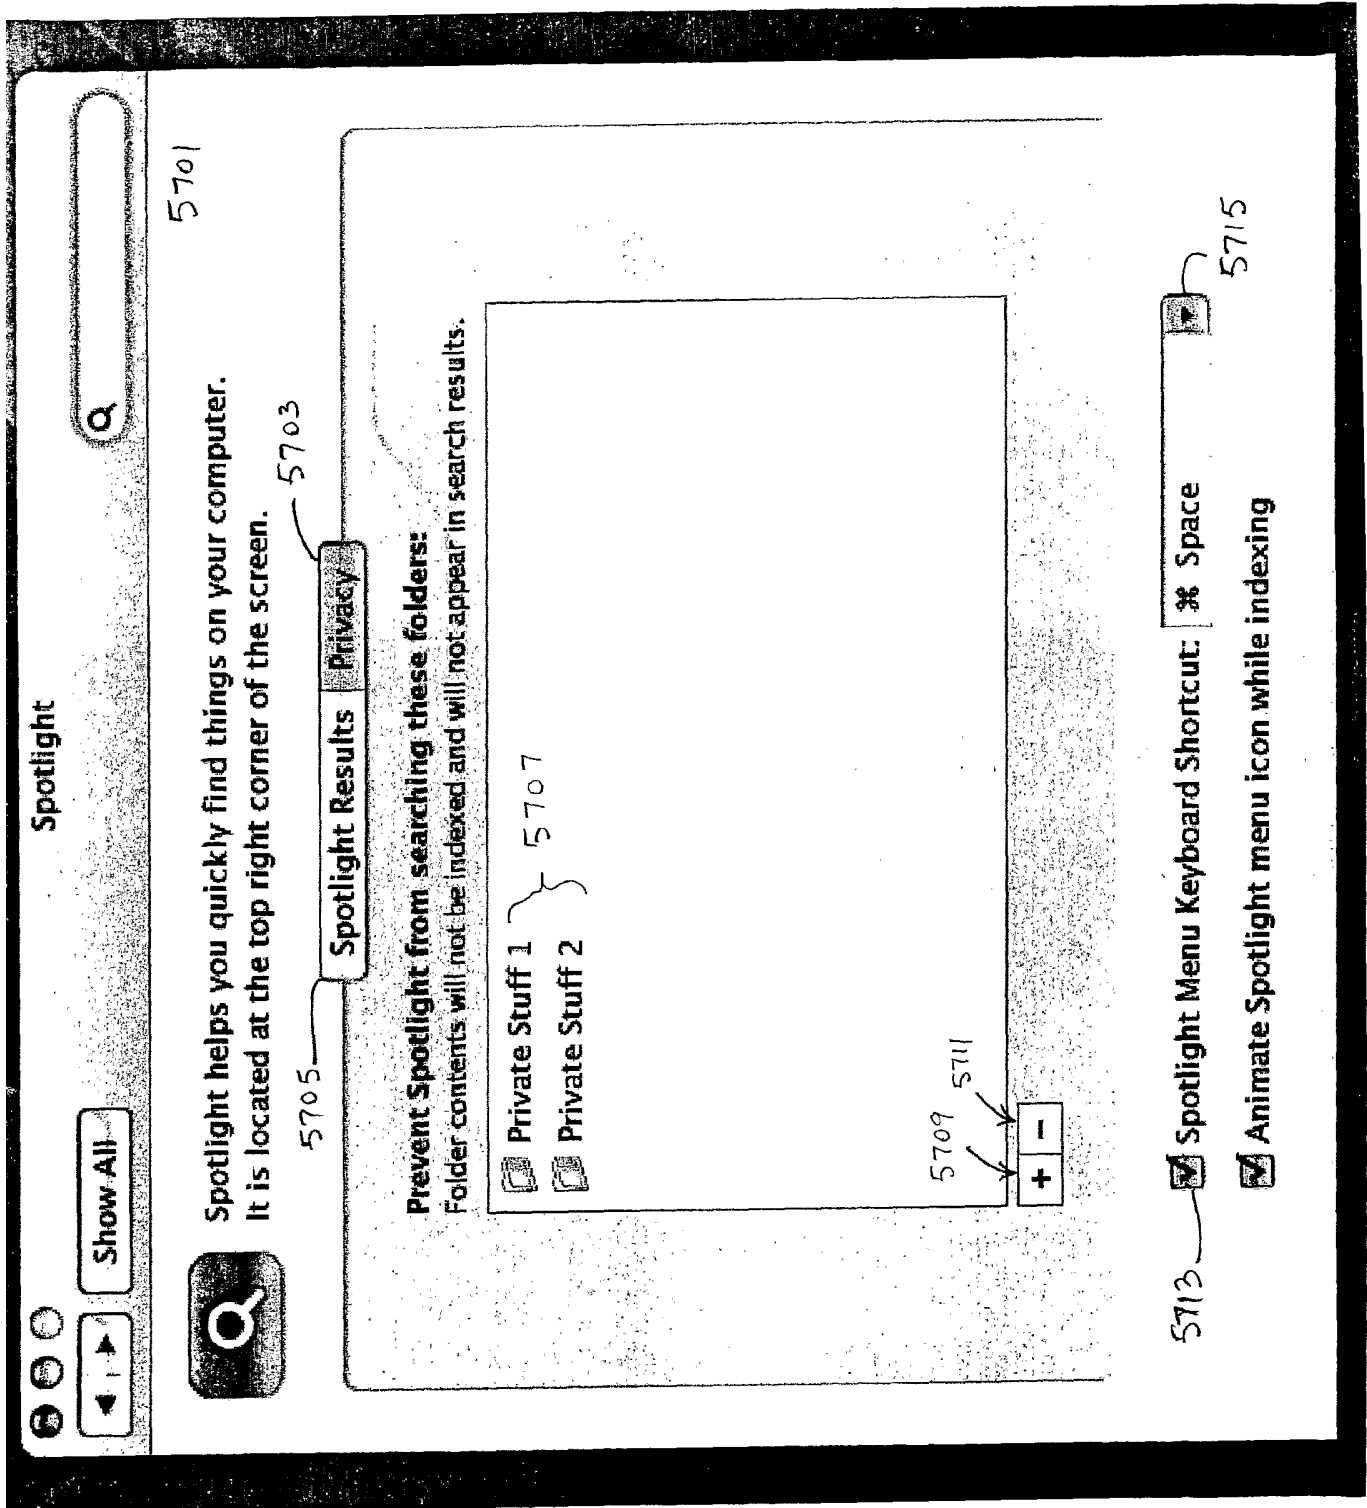 Spotlight
Show All
5701
Spotlight helps you quickly find things on your computer.
It is located at the top right corner of the screen.
5705
5703
Spotlight Results Privacy
Prevent Spotlight from searching these folders:
Folder contents will not be indexed and will not appear in search results.
Private Stuff 1
Private Stuff 2
5707
5709
5711
+ −
5713
Spotlight Menu Keyboard Shortcut: ⌘ Space
5715
Animate Spotlight menu icon while indexing